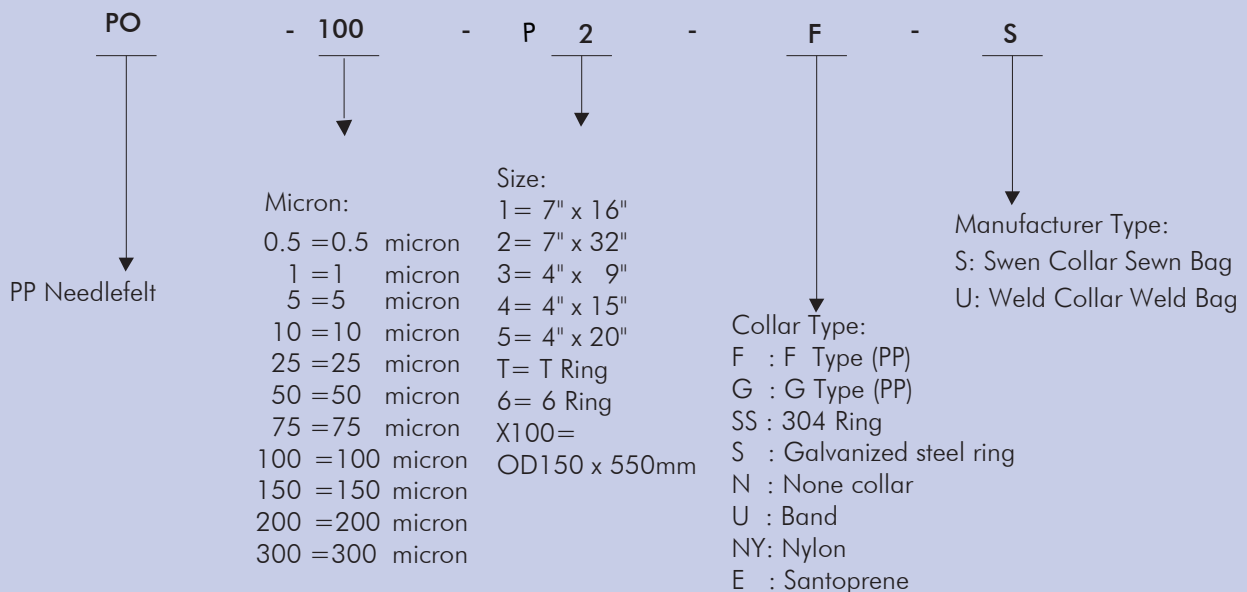 PO - 100 - P 2 - F - S
PP Needlefelt
Micron:
0.5 =0.5 micron
1 =1 micron
5 =5 micron
10 =10 micron
25 =25 micron
50 =50 micron
75 =75 micron
100 =100 micron
150 =150 micron
200 =200 micron
300 =300 micron
Size:
1= 7" x 16"
2= 7" x 32"
3= 4" x 9"
4= 4" x 15"
5= 4" x 20"
T= T Ring
6= 6 Ring
X100=
OD150 x 550mm
Collar Type:
F : F Type (PP)
G : G Type (PP)
SS : 304 Ring
S : Galvanized steel ring
N : None collar
U : Band
NY: Nylon
E : Santoprene
Manufacturer Type:
S: Swen Collar Sewn Bag
U: Weld Collar Weld Bag